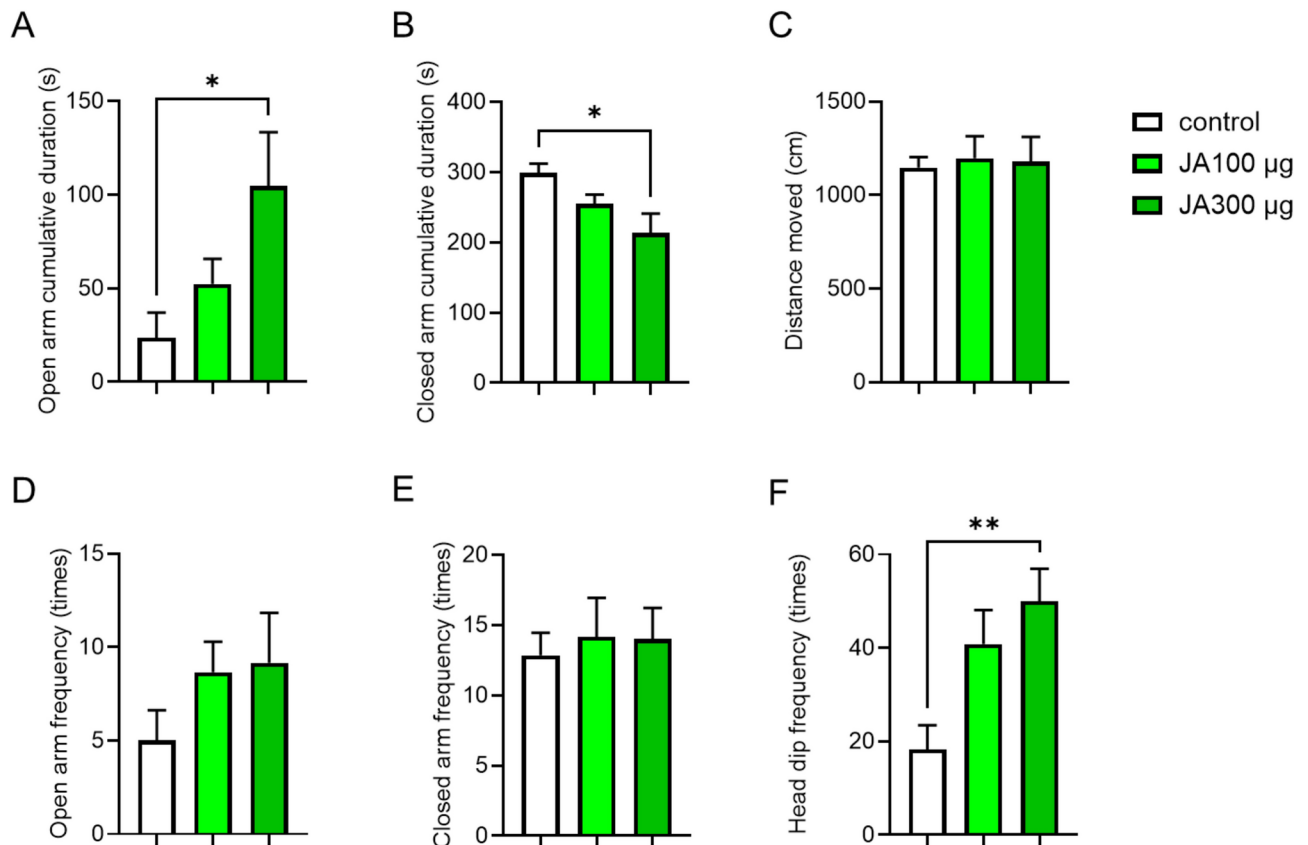 A
Open arm cumulative duration (s)
150
100
50
0
*
B
Closed arm cumulative duration (s)
400
300
200
100
0
*
C
Distance moved (cm)
1500
1000
500
0
control
JA100 µg
JA300 µg
D
Open arm frequency (times)
15
10
5
0
E
Closed arm frequency (times)
20
15
10
5
0
F
Head dip frequency (times)
60
40
20
0
**